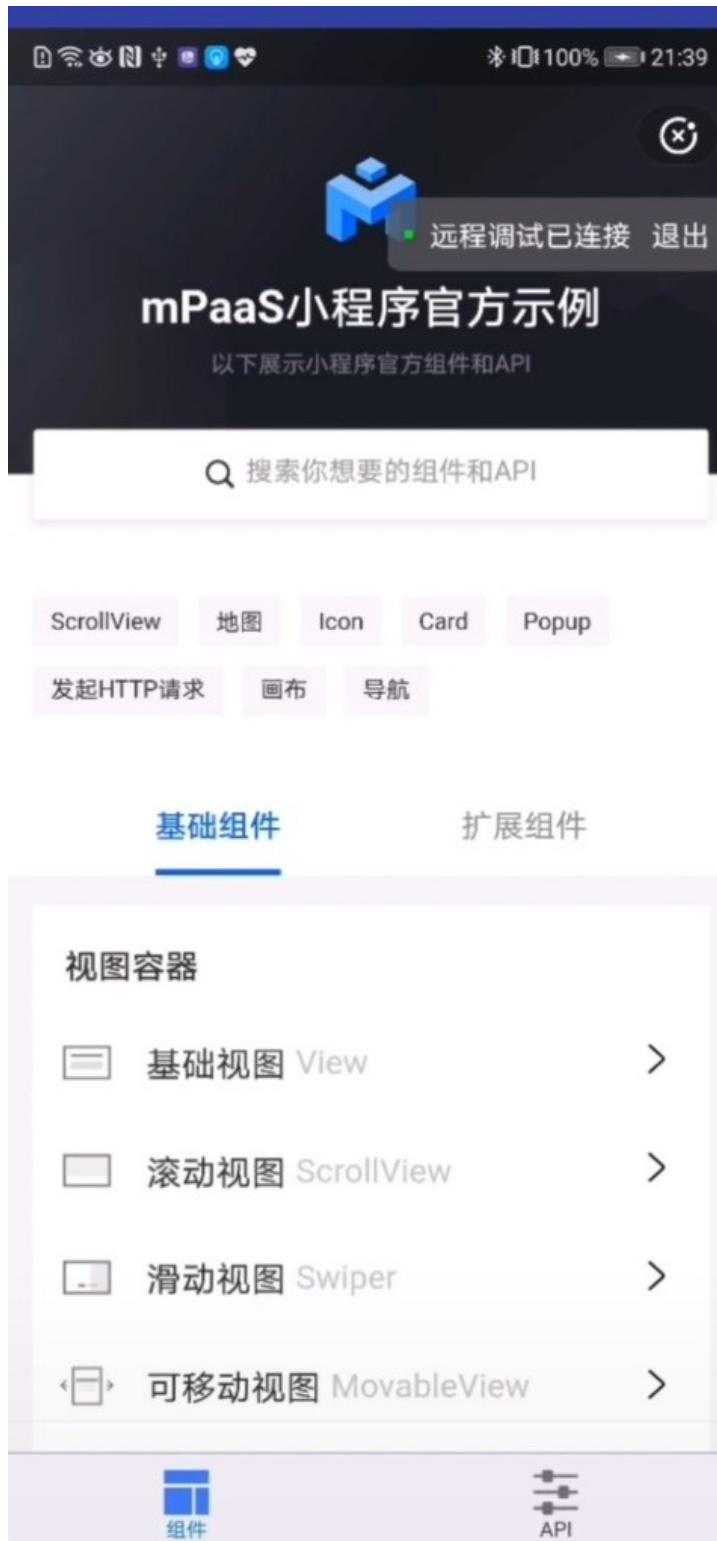 100% 21:39
远程调试已连接 退出
mPaaS小程序官方示例
以下展示小程序官方组件和API
搜索你想要的组件和API
ScrollView 地图 Icon Card Popup
发起HTTP请求 画布 导航
基础组件 扩展组件
视图容器
基础视图 View
滚动视图 ScrollView
滑动视图 Swiper
可移动视图 MovableView
组件 API